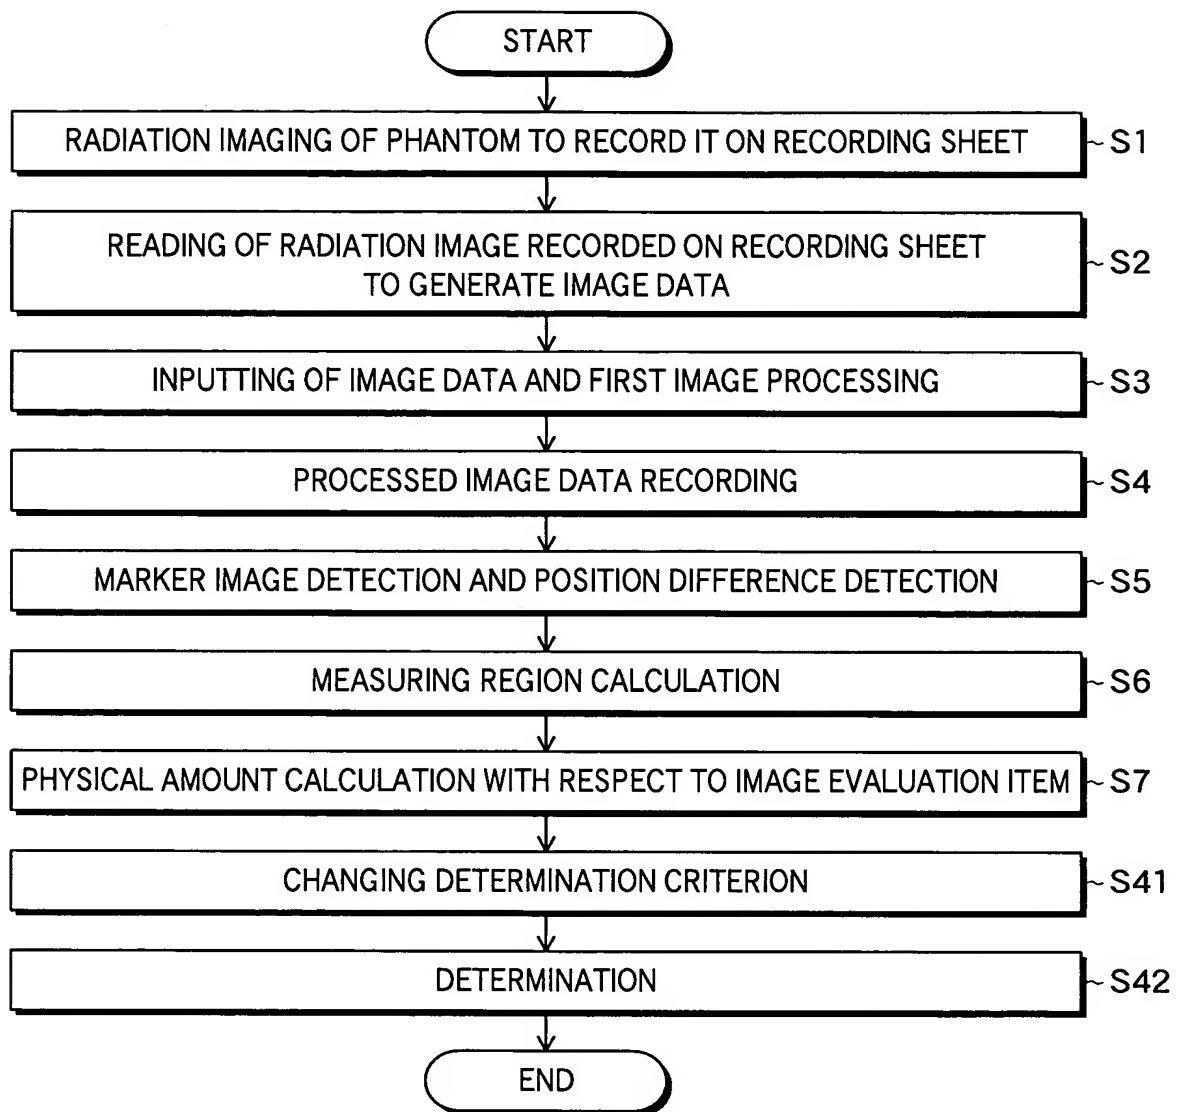 START
RADIATION IMAGING OF PHANTOM TO RECORD IT ON RECORDING SHEET ~S1
READING OF RADIATION IMAGE RECORDED ON RECORDING SHEET
TO GENERATE IMAGE DATA ~S2
INPUTTING OF IMAGE DATA AND FIRST IMAGE PROCESSING ~S3
PROCESSED IMAGE DATA RECORDING ~S4
MARKER IMAGE DETECTION AND POSITION DIFFERENCE DETECTION ~S5
MEASURING REGION CALCULATION ~S6
PHYSICAL AMOUNT CALCULATION WITH RESPECT TO IMAGE EVALUATION ITEM ~S7
CHANGING DETERMINATION CRITERION ~S41
DETERMINATION ~S42
END